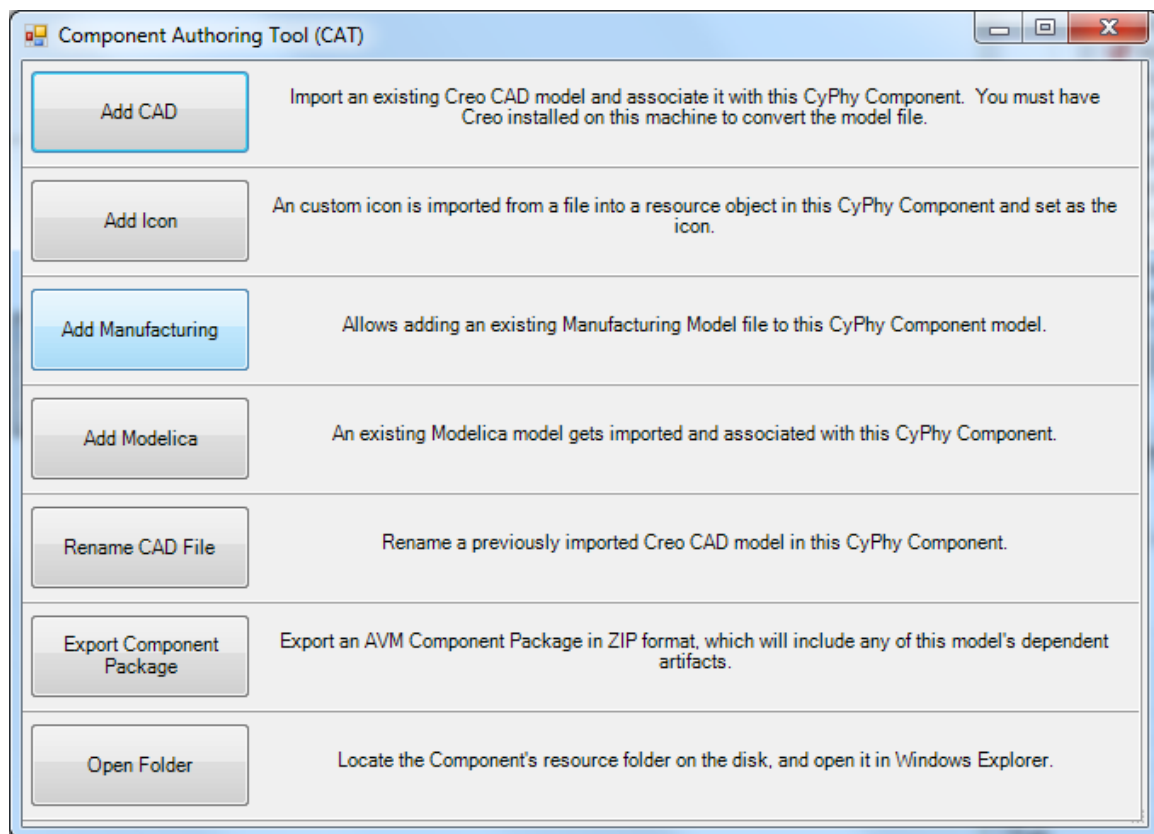 Component Authoring Tool (CAT)
Add CAD
Import an existing Creo CAD model and associate it with this CyPhy Component. You must have
Creo installed on this machine to convert the model file.
Add Icon
An custom icon is imported from a file into a resource object in this CyPhy Component and set as the
icon.
Add Manufacturing
Allows adding an existing Manufacturing Model file to this CyPhy Component model.
Add Modelica
An existing Modelica model gets imported and associated with this CyPhy Component.
Rename CAD File
Rename a previously imported Creo CAD model in this CyPhy Component.
Export Component
Package
Export an AVM Component Package in ZIP format, which will include any of this model's dependent
artifacts.
Open Folder
Locate the Component's resource folder on the disk, and open it in Windows Explorer.